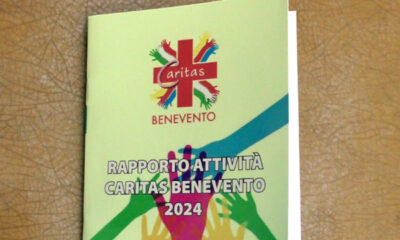 Caritas
BENEVENTO
RAPPORTO ATTIVITÀ
CARITAS BENEVENTO
2024